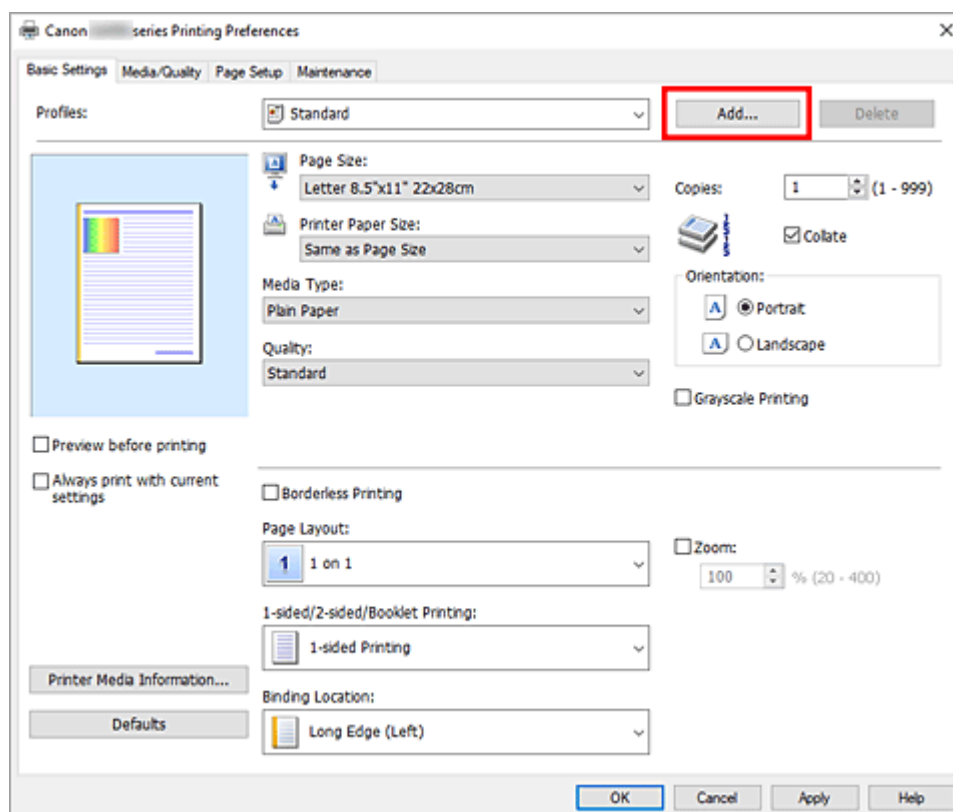 Canon series Printing Preferences
Basic Settings Media/Quality Page Setup Maintenance
Profiles: Standard Add... Delete
Page Size:
Letter 8.5"x11" 22x28cm
Copies: 1 (1 - 999)
Printer Paper Size:
Same as Page Size
Collate
Media Type:
Plain Paper
Orientation:
Portrait
Landscape
Quality:
Standard
Grayscale Printing
Preview before printing
Always print with current
settings
Borderless Printing
Page Layout:
1 on 1
Zoom:
100 % (20 - 400)
1-sided/2-sided/Booklet Printing:
1-sided Printing
Printer Media Information...
Defaults
Binding Location:
Long Edge (Left)
OK Cancel Apply Help